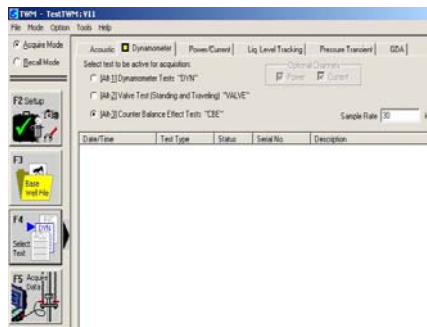 TWM - TestTWM:V11
File Mode Option Tools Help
Acquire Mode
Recall Mode
Acoustic Dynamometer Power/Current Liq Level Tracking Pressure Transient GDA
Select test to be active for acquisition:
Optional Channels
[Alt-1] Dynamometer Tests "DYN"
Power Current
[Alt-2] Valve Test (Standing and Traveling) "VALVE"
[Alt-3] Counter Balance Effect Tests "CBE"
Sample Rate 30
Date/Time Test Type Status Serial No. Description
F2 Setup
F3
Base
Well File
F4
DYN
Select
Test
F5 Acquire
Data